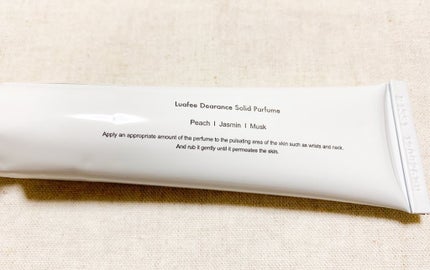 Luafee Dearance Solid Parfume
Peach I Jasmin I Musk
Apply an appropriate amount of the perfume to the pulsating area of the skin such as wrists and neck.
And rub it gently until it permeates the skin.